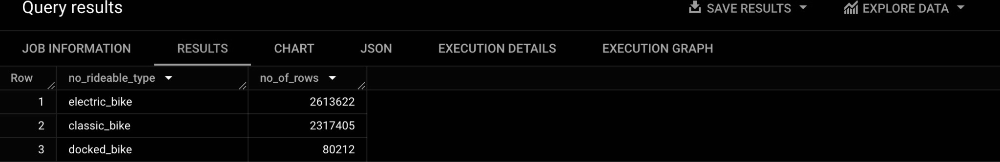 Query results SAVE RESULTS EXPLORE DATA
JOB INFORMATION RESULTS CHART JSON EXECUTION DETAILS EXECUTION GRAPH
Row no_rideable_type no_of_rows
1 electric_bike 2613622
2 classic_bike 2317405
3 docked_bike 80212